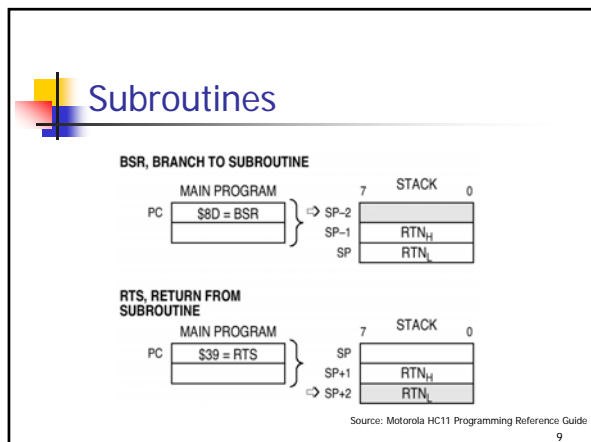 Subroutines
BSR, BRANCH TO SUBROUTINE
MAIN PROGRAM
7 STACK 0
PC $8D = BSR
⇨ SP–2
SP–1 RTNH
SP RTNL
RTS, RETURN FROM
SUBROUTINE
MAIN PROGRAM
7 STACK 0
PC $39 = RTS
SP
SP+1 RTNH
⇨ SP+2 RTNL
Source: Motorola HC11 Programming Reference Guide
9